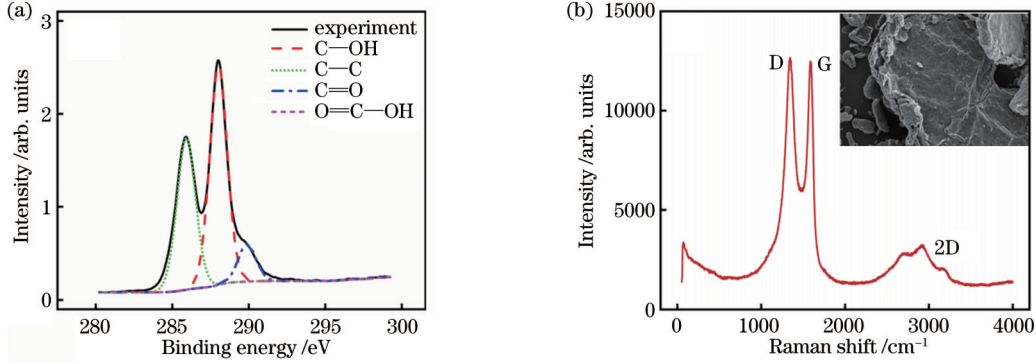 (a)
3
2
1
0
Intensity /arb. units
experiment
C—OH
C—C
C=O
O=C—OH
280
285
290
295
300
Binding energy /eV
(b)
15000
10000
5000
0
Intensity /arb. units
D
G
2D
0
1000
2000
3000
4000
Raman shift /cm⁻¹